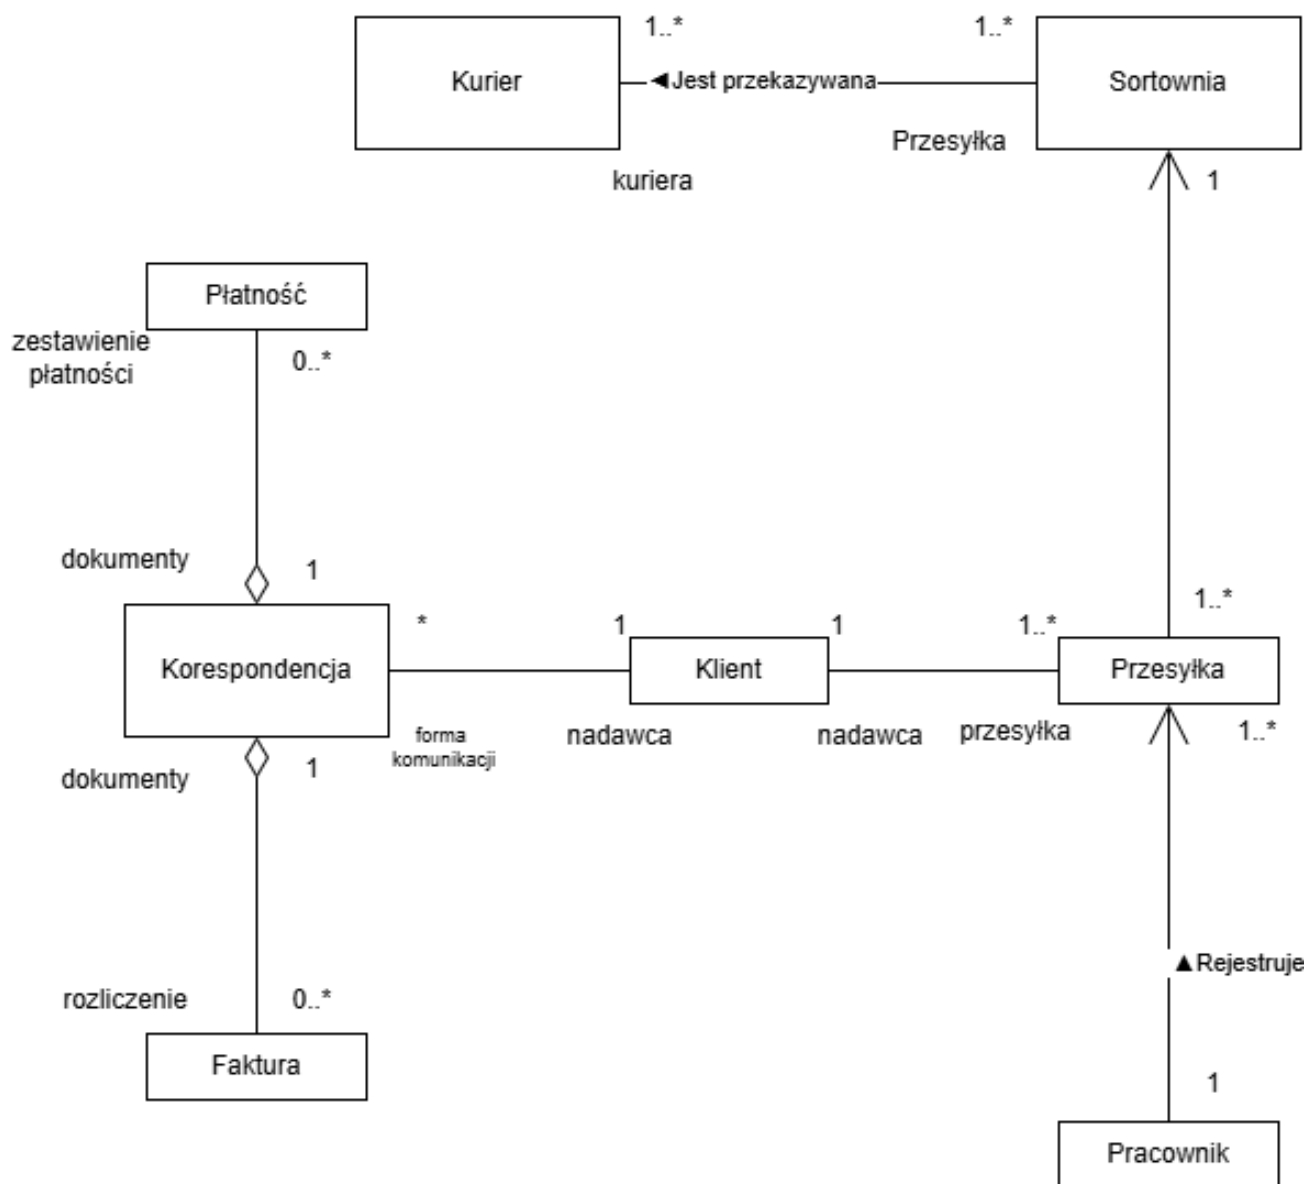 1..*
1..*
Kurier
◄Jest przekazywana
Sortownia
Przesyłka
kuriera
1
Płatność
zestawienie
płatności
0..*
dokumenty
1
1..*
*
1
1
1..*
Korespondencja
Klient
Przesyłka
forma
komunikacji
nadawca
nadawca
przesyłka
1..*
dokumenty
1
▲Rejestruje
rozliczenie
0..*
Faktura
1
Pracownik